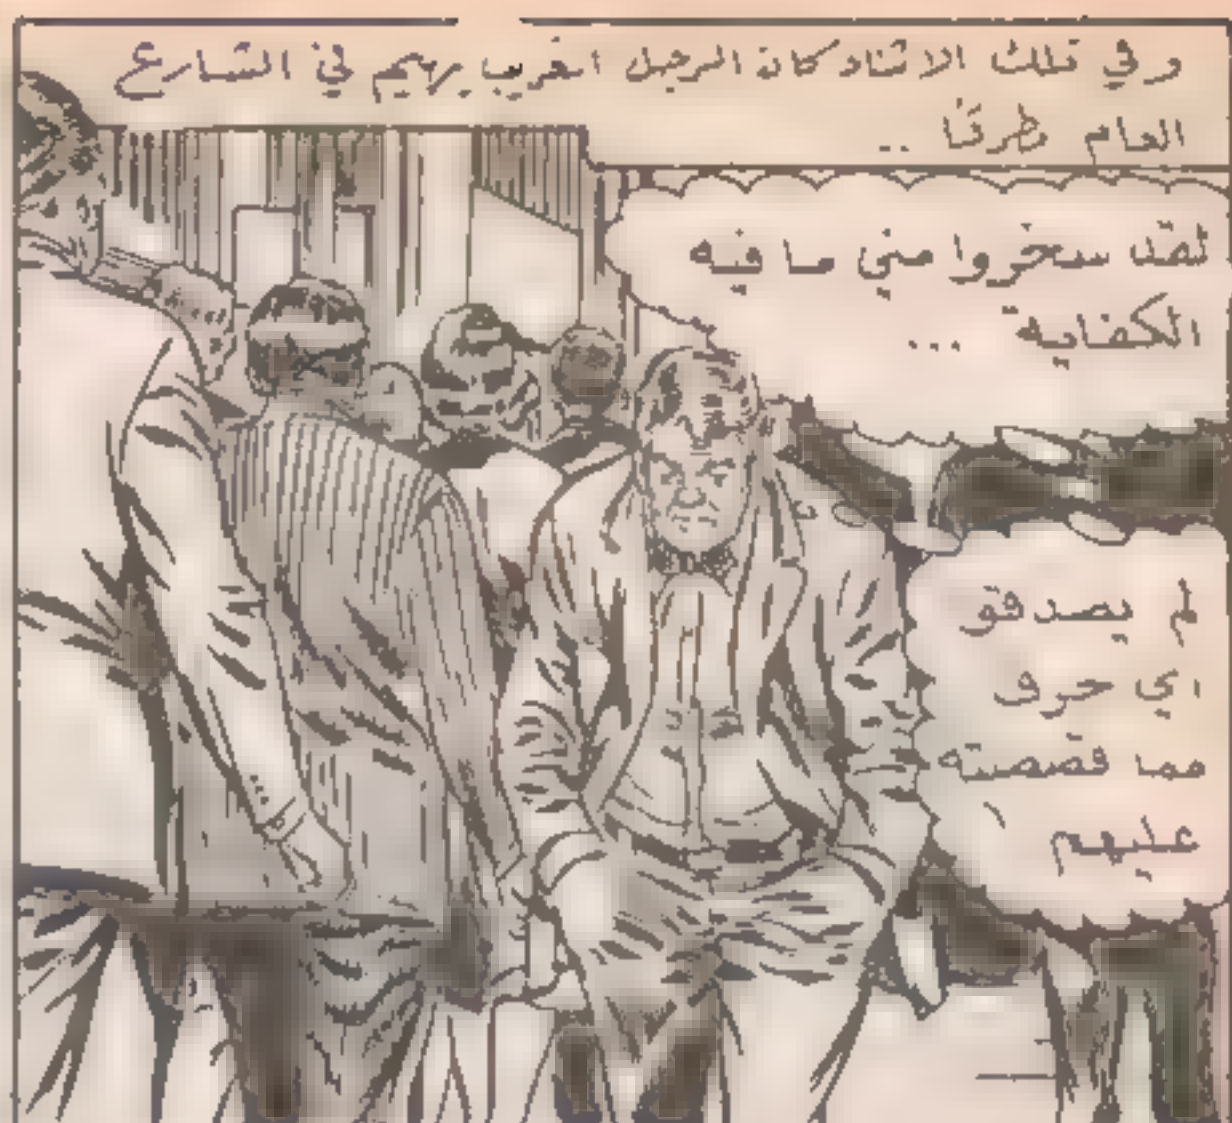 وفي تلك الاثناء كان الرجل الغريب يهيم في الشارع
العام مطرقا ..
لقد سخروا مني ما فيه
الكفاية ...
لم يصدقو
اي حرف
مما قصصته
عليهم